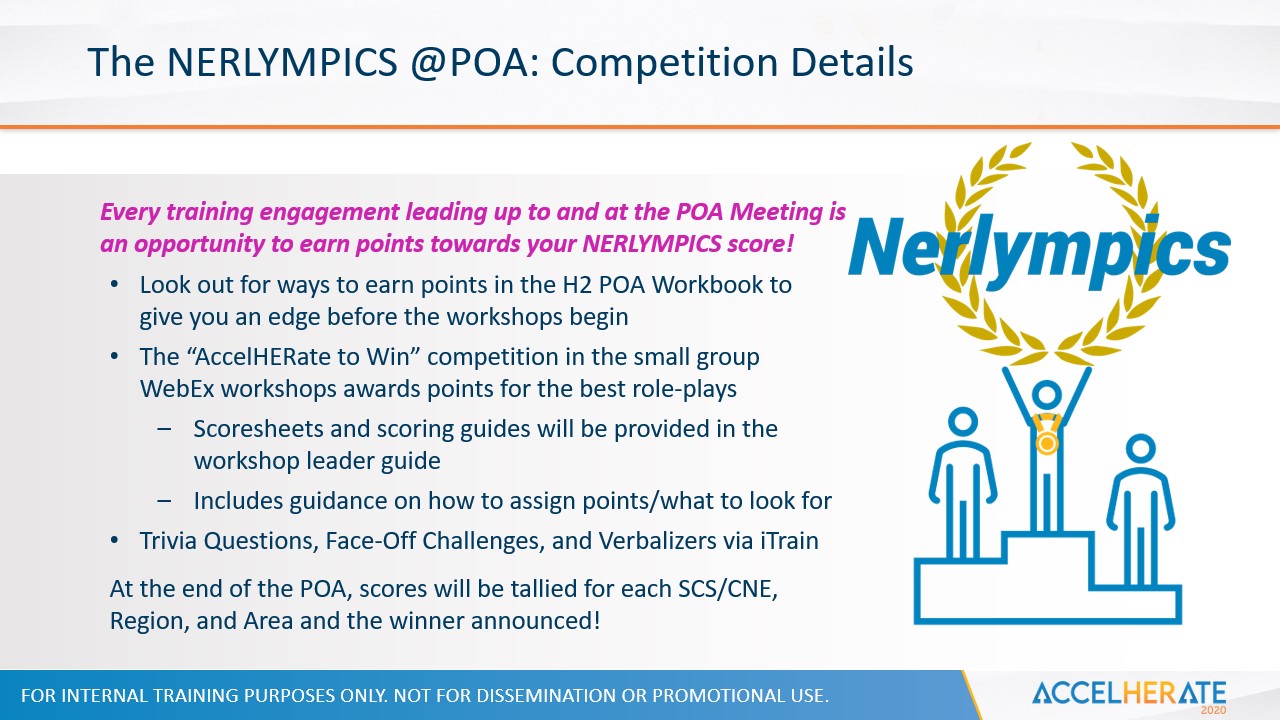 The NERLYMPICS @POA: Competition Details
Every training engagement leading up to and at the POA Meeting is
an opportunity to earn points towards your NERLYMPICS score!
• Look out for ways to earn points in the H2 POA Workbook to
give you an edge before the workshops begin
• The “AccelHERate to Win” competition in the small group
WebEx workshops awards points for the best role-plays
– Scoresheets and scoring guides will be provided in the
workshop leader guide
– Includes guidance on how to assign points/what to look for
• Trivia Questions, Face-Off Challenges, and Verbalizers via iTrain
At the end of the POA, scores will be tallied for each SCS/CNE,
Region, and Area and the winner announced!
Nerlympics
FOR INTERNAL TRAINING PURPOSES ONLY. NOT FOR DISSEMINATION OR PROMOTIONAL USE.
ACCELHERATE
2020